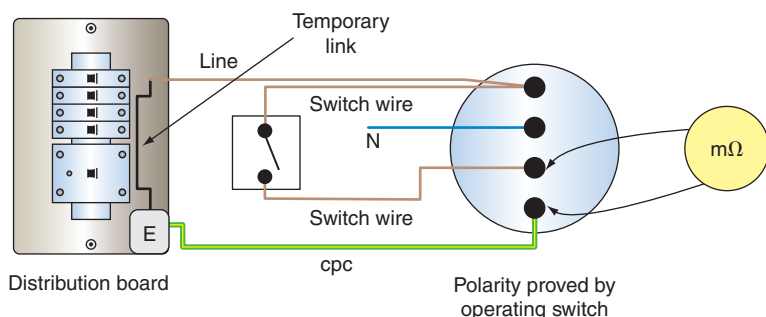 Temporary
link
Line
Switch wire
N
mΩ
Switch wire
E
cpc
Distribution board
Polarity proved by
operating switch